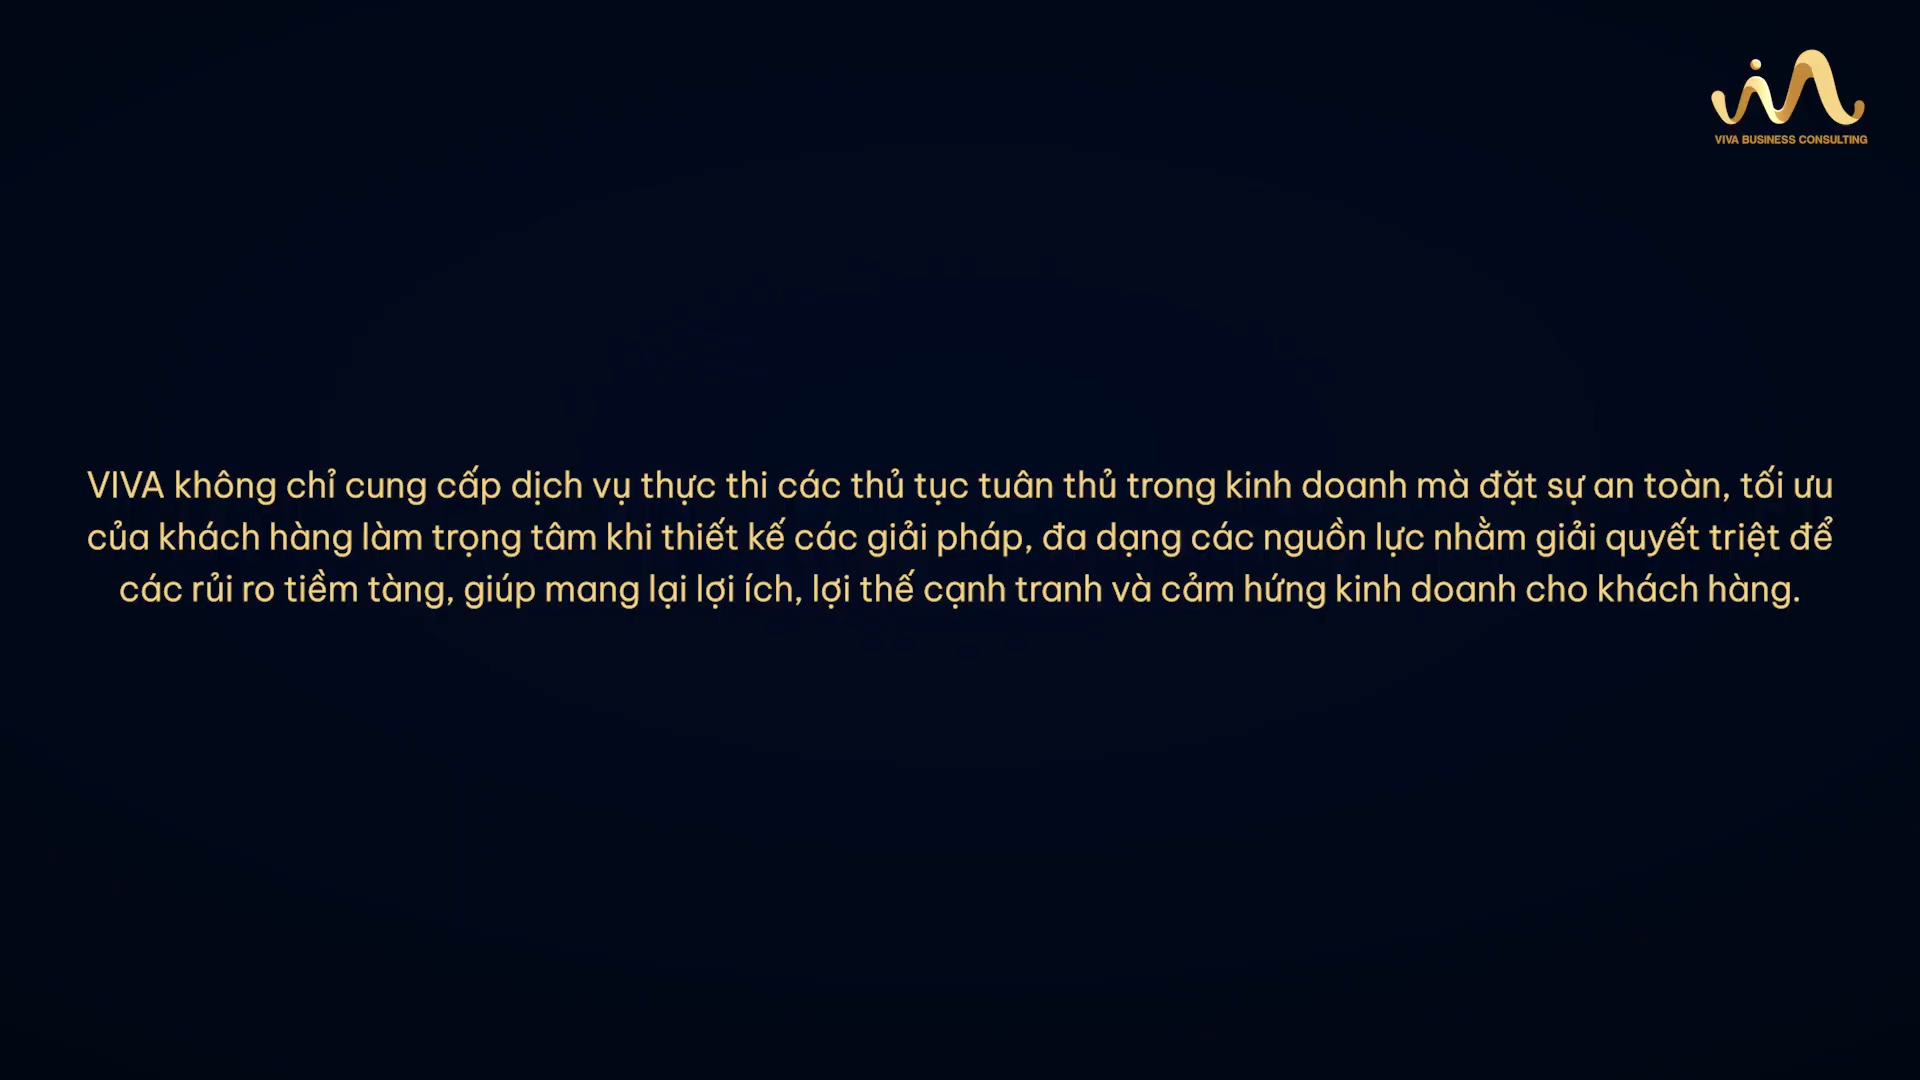 VIVA BUSINESS CONSULTING
VIVA không chỉ cung cấp dịch vụ thực thi các thủ tục tuân thủ trong kinh doanh mà đặt sự an toàn, tối ưu
của khách hàng làm trọng tâm khi thiết kế các giải pháp, đa dạng các nguồn lực nhằm giải quyết triệt để
các rủi ro tiềm tàng, giúp mang lại lợi ích, lợi thế cạnh tranh và cảm hứng kinh doanh cho khách hàng.